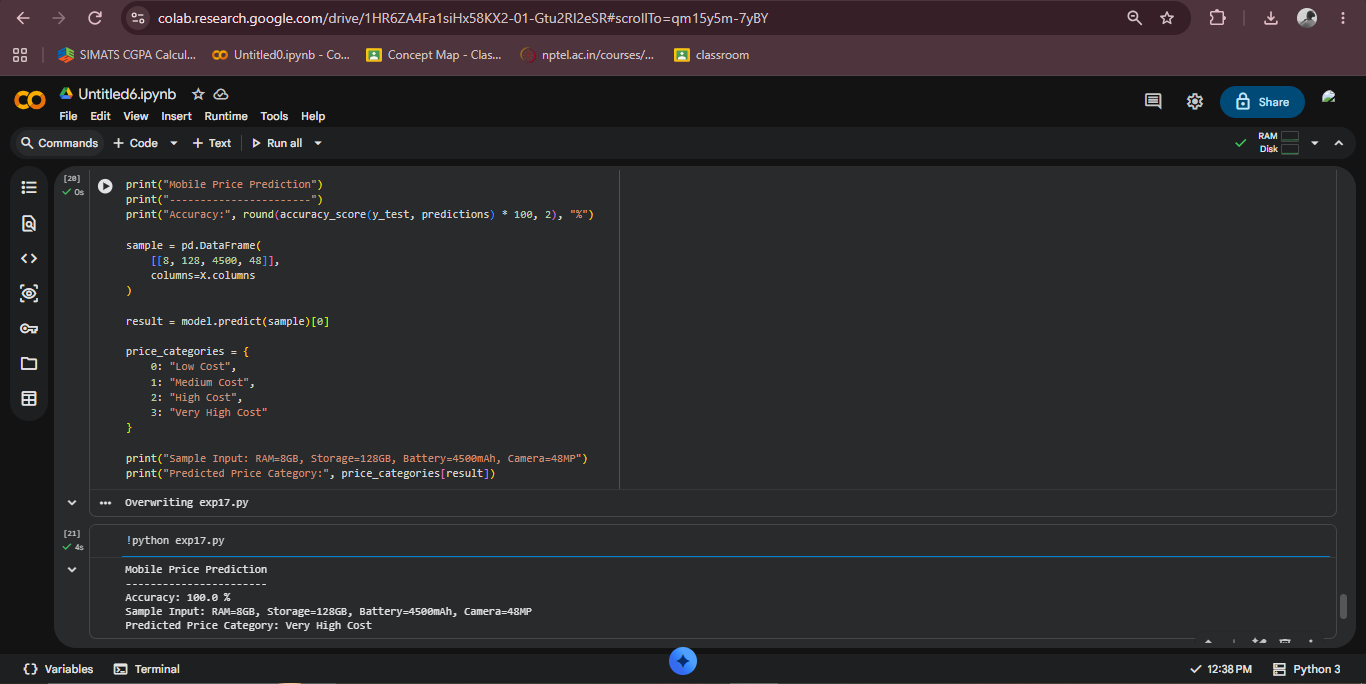 colab.research.google.com/drive/1HR6ZA4Fa1siHx58KX2-01-Gtu2RI2eSR#scrollTo=qm15y5m-7yBY
SIMATS CGPA Calcul... Untitled0.ipynb - Co... Concept Map - Clas... nptel.ac.in/courses/... classroom
Untitled6.ipynb
File Edit View Insert Runtime Tools Help
Share
Commands + Code + Text Run all
RAM
Disk
[20]
0s
print("Mobile Price Prediction")
print("-----------------------")
print("Accuracy:", round(accuracy_score(y_test, predictions) * 100, 2), "%")
sample = pd.DataFrame(
[[8, 128, 4500, 48]],
columns=X.columns
)
result = model.predict(sample)[0]
price_categories = {
0: "Low Cost",
1: "Medium Cost",
2: "High Cost",
3: "Very High Cost"
}
print("Sample Input: RAM=8GB, Storage=128GB, Battery=4500mAh, Camera=48MP")
print("Predicted Price Category:", price_categories[result])
Overwriting exp17.py
[21]
4s
!python exp17.py
Mobile Price Prediction
-----------------------
Accuracy: 100.0 %
Sample Input: RAM=8GB, Storage=128GB, Battery=4500mAh, Camera=48MP
Predicted Price Category: Very High Cost
{} Variables Terminal
12:38 PM Python 3